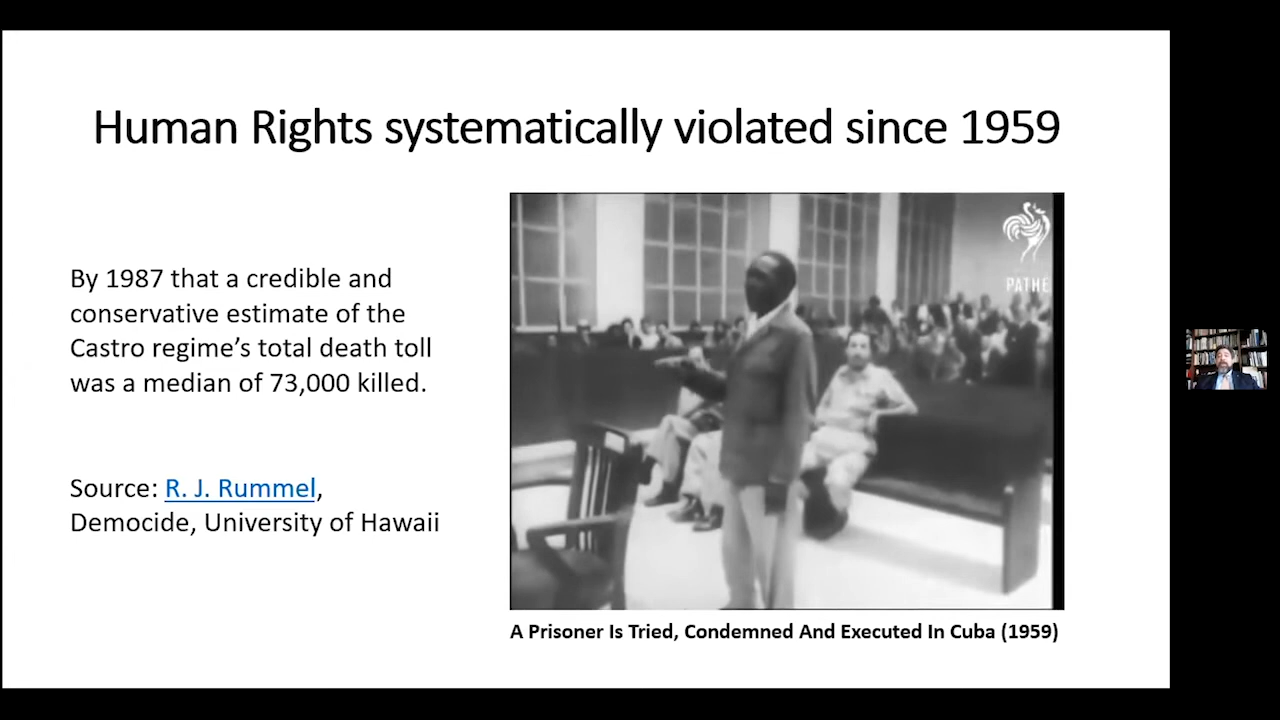 Human Rights systematically violated since 1959
By 1987 that a credible and
conservative estimate of the
Castro regime’s total death toll
was a median of 73,000 killed.
Source: R. J. Rummel,
Democide, University of Hawaii
PATHÉ
A Prisoner Is Tried, Condemned And Executed In Cuba (1959)